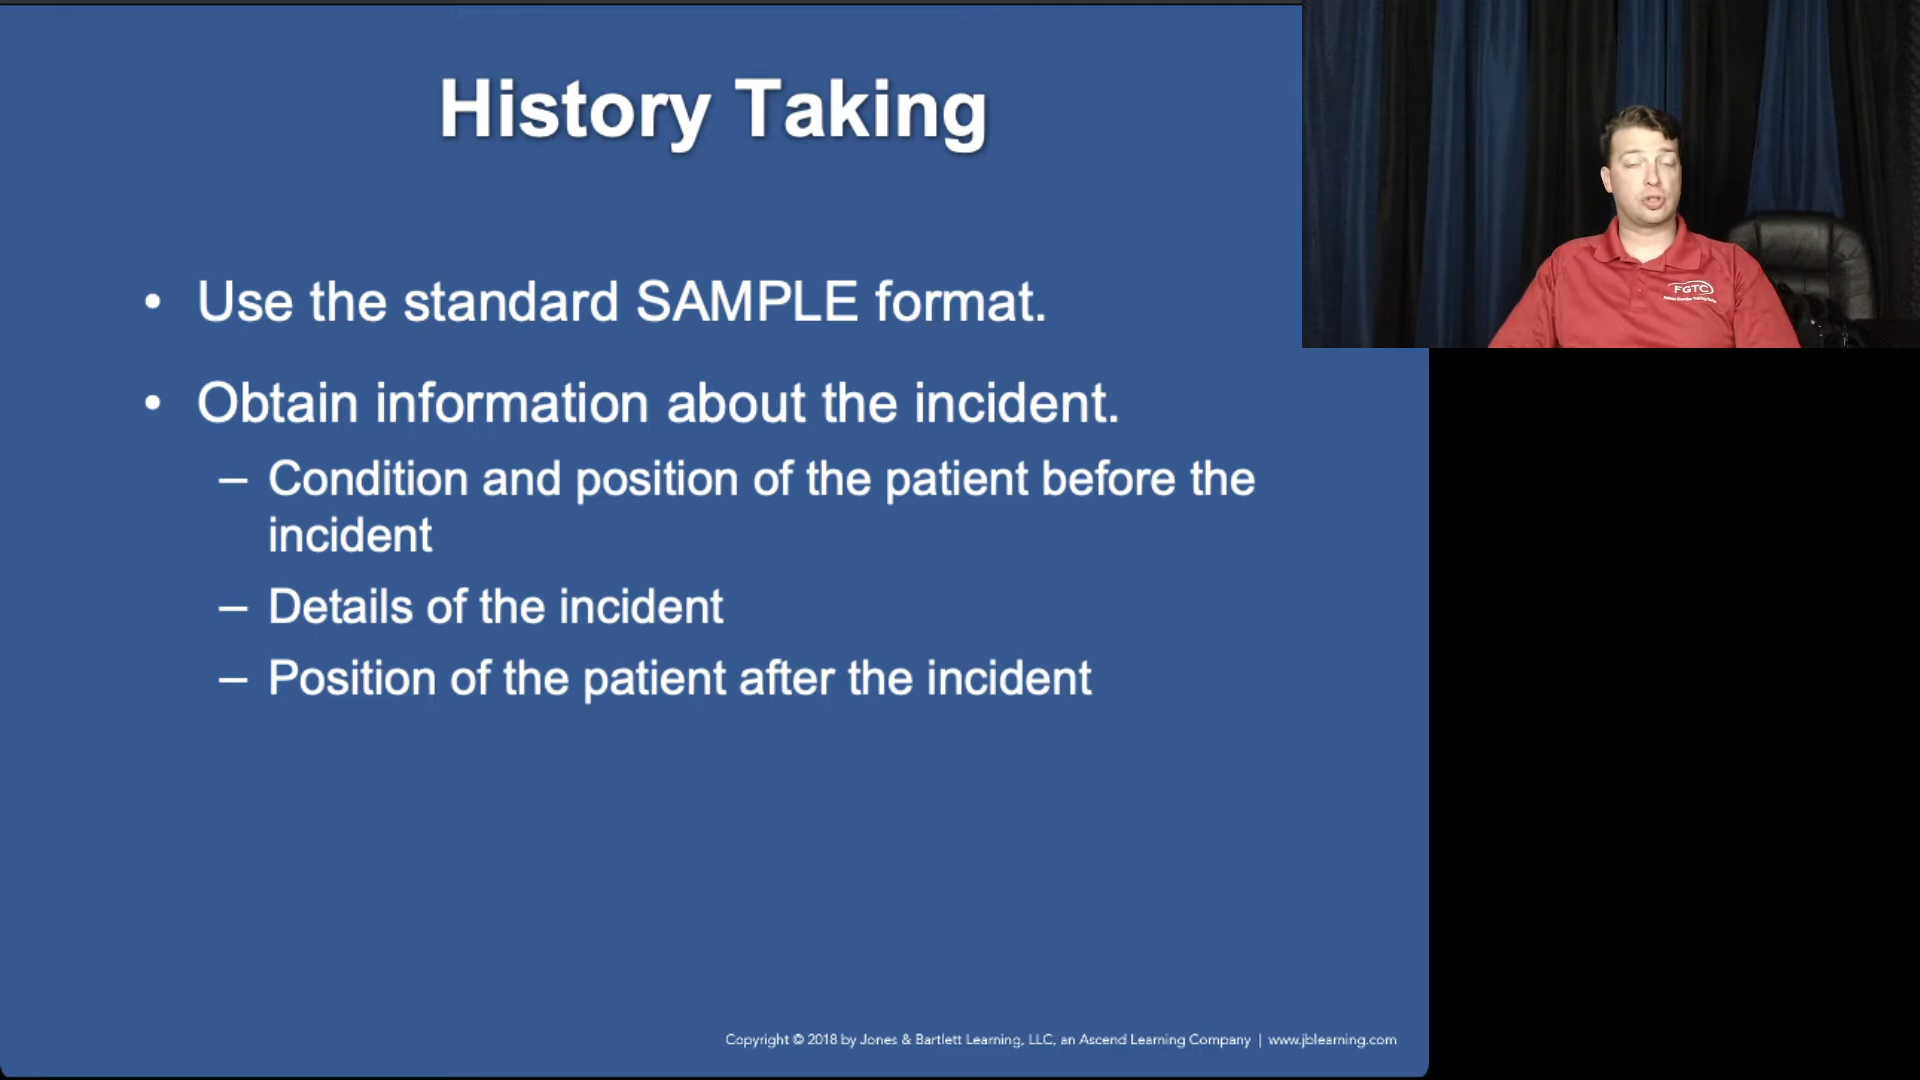 History Taking
• Use the standard SAMPLE format.
• Obtain information about the incident.
– Condition and position of the patient before the
incident
– Details of the incident
– Position of the patient after the incident
Copyright © 2018 by Jones & Bartlett Learning, LLC, an Ascend Learning Company | www.jblearning.com
FGTC